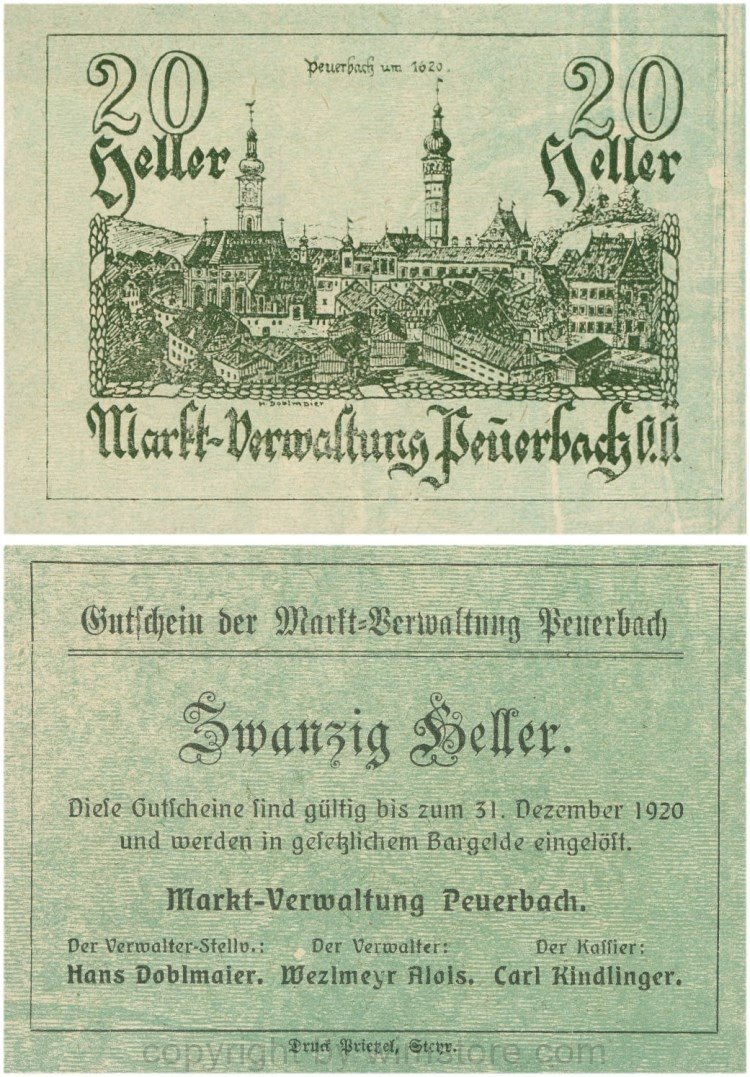 Peuerbach um 1620.
20 20
Heller Heller
H. Doblmaier
Markt-Verwaltung Peuerbach O.Ö.
Gutschein der Markt-Verwaltung Peuerbach
Zwanzig Heller.
Diese Gutscheine sind gültig bis zum 31. Dezember 1920
und werden in gesetzlichem Bargelde eingelöst.
Markt-Verwaltung Peuerbach.
Der Verwalter-Stellv.: Der Verwalter: Der Kassier:
Hans Doblmaier. Wezlmeyr Alois. Carl Kindlinger.
Druck Prietzel, Steyr.